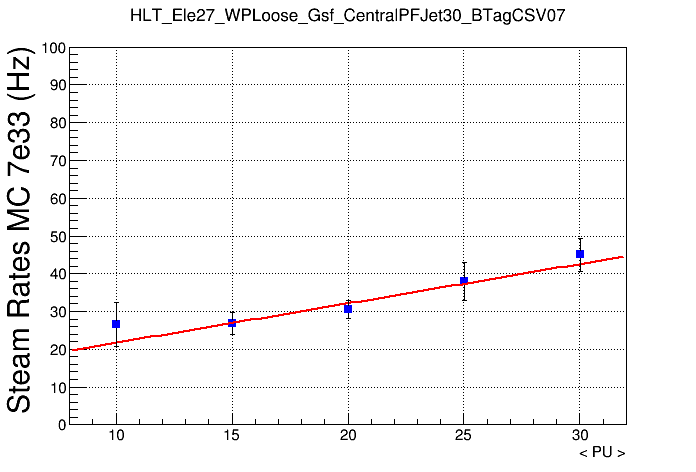 HLT_Ele27_WPLoose_Gsf_CentralPFJet30_BTagCSV07
Steam Rates MC 7e33 (Hz)
100
90
80
70
60
50
40
30
20
10
0
10 15 20 25 30
< PU >